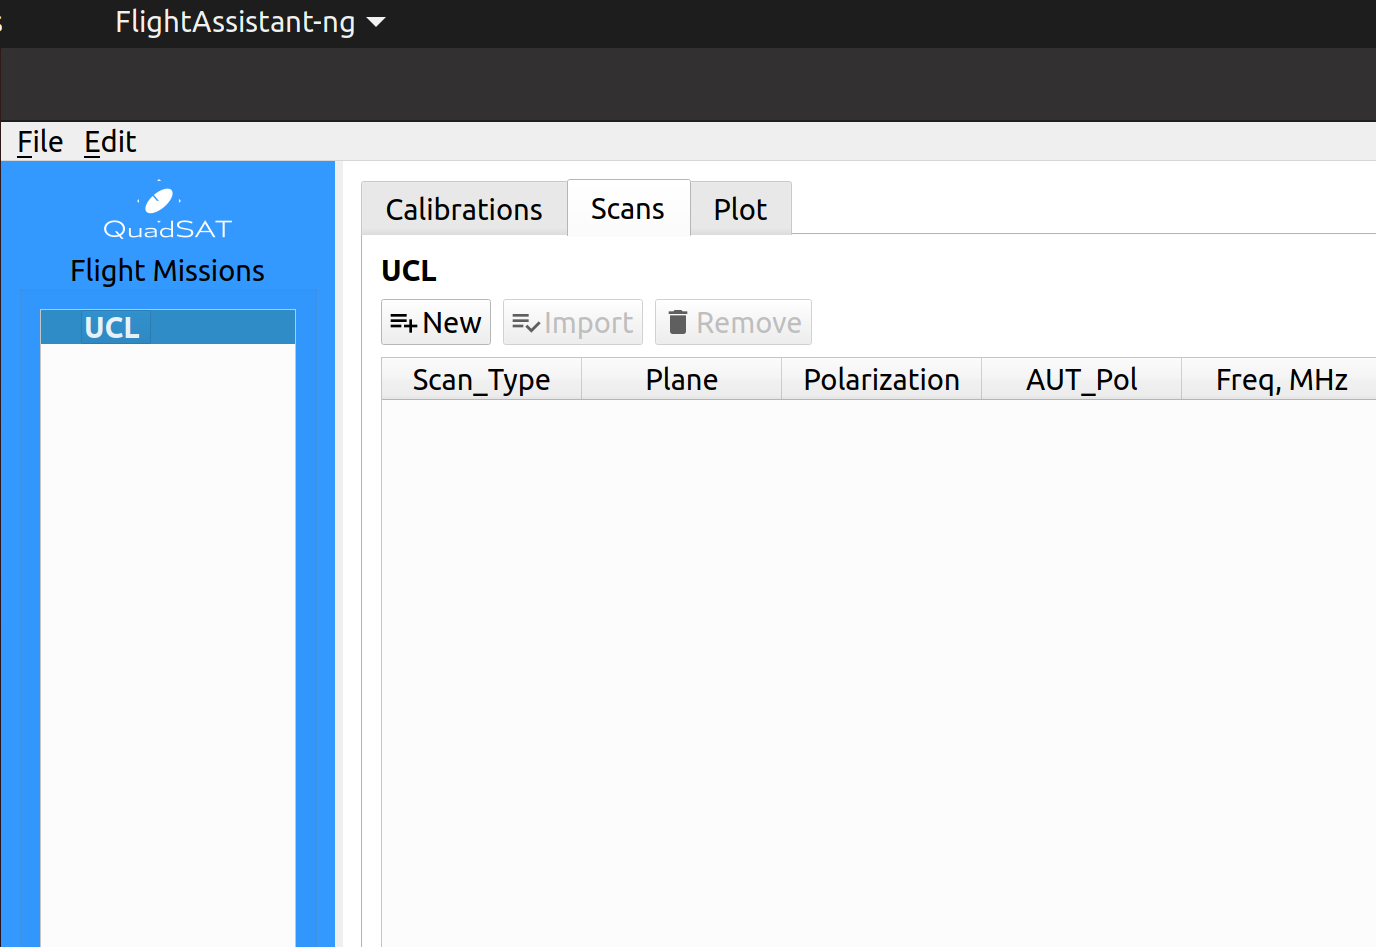 FlightAssistant-ng
File Edit
QuadSAT
Flight Missions
UCL
Calibrations Scans Plot
UCL
New Import Remove
Scan_Type Plane Polarization AUT_Pol Freq, MHz